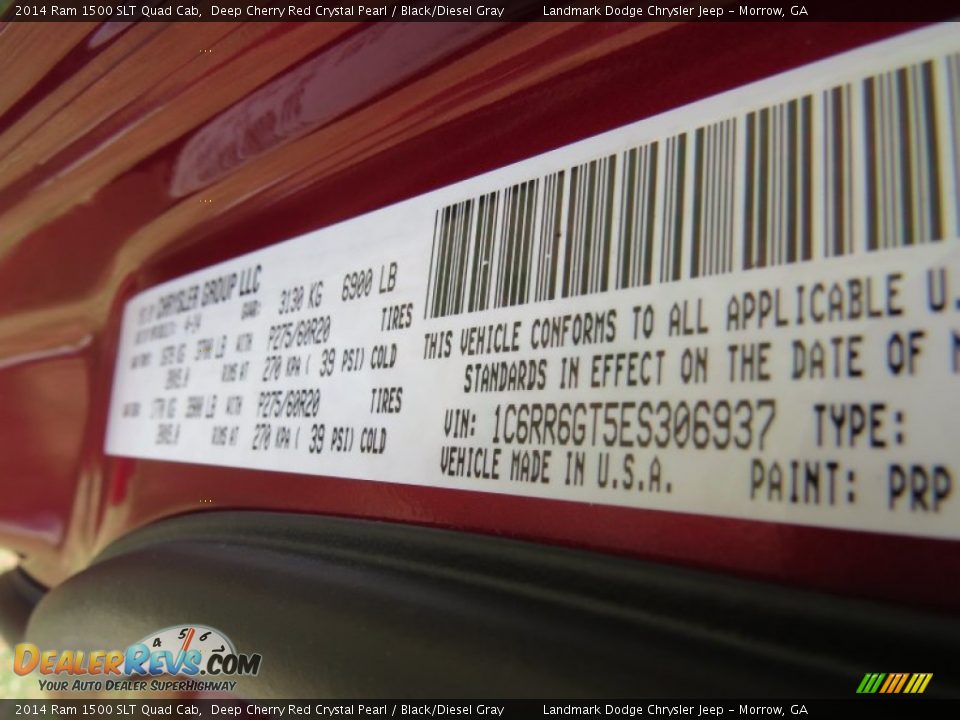 2014 Ram 1500 SLT Quad Cab, Deep Cherry Red Crystal Pearl / Black/Diesel Gray Landmark Dodge Chrysler Jeep - Morrow, GA
CHRYSLER GROUP LLC
3130 KG 6900 LB
P275/60R20 TIRES
RIMS AT 270 KPA ( 39 PSI) COLD
P275/60R20 TIRES
RIMS AT 270 KPA ( 39 PSI) COLD
THIS VEHICLE CONFORMS TO ALL APPLICABLE U.
STANDARDS IN EFFECT ON THE DATE OF
VIN: 1C6RR6GT5ES306937 TYPE:
VEHICLE MADE IN U.S.A. PAINT: PRP
DEALERREVS.COM
YOUR AUTO DEALER SUPERHIGHWAY
2014 Ram 1500 SLT Quad Cab, Deep Cherry Red Crystal Pearl / Black/Diesel Gray Landmark Dodge Chrysler Jeep - Morrow, GA